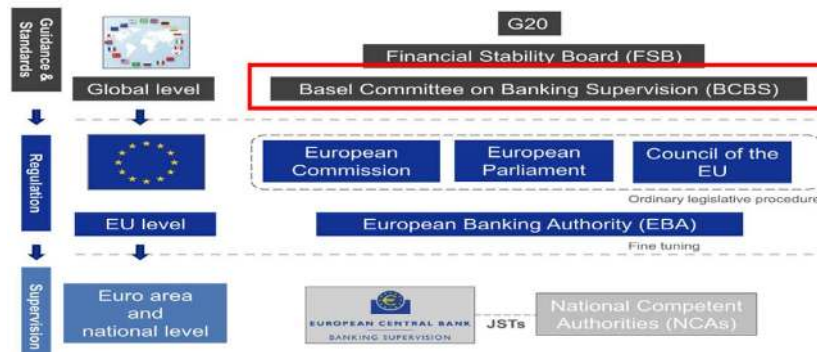 Guidance &
Standards
G20
Financial Stability Board (FSB)
Global level
Basel Committee on Banking Supervision (BCBS)
Regulation
European
Commission
European
Parliament
Council of the
EU
Ordinary legislative procedure
EU level
European Banking Authority (EBA)
Fine tuning
Supervision
Euro area
and
national level
EUROPEAN CENTRAL BANK
BANKING SUPERVISION
JSTs
National Competent
Authorities (NCAs)